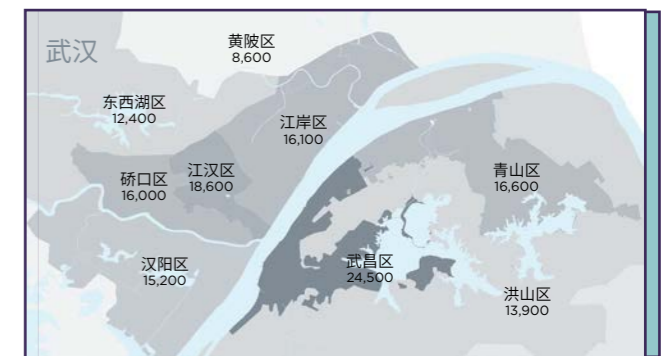 武汉
黄陂区
8,600
东西湖区
12,400
江岸区
16,100
江汉区
18,600
硚口区
16,000
青山区
16,600
汉阳区
15,200
武昌区
24,500
洪山区
13,900